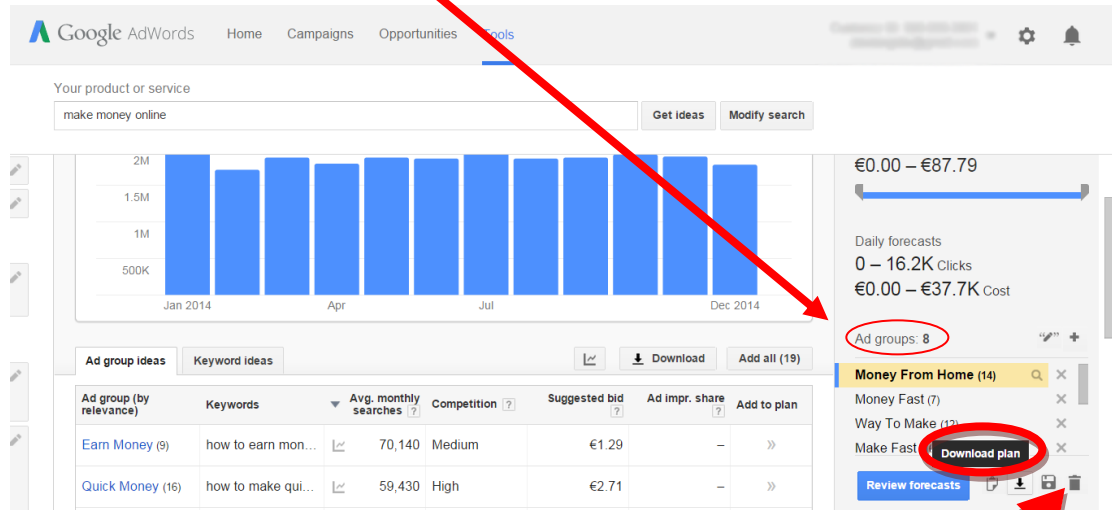 Google AdWords Home Campaigns Opportunities Tools
Your product or service
make money online Get ideas Modify search
€0.00 – €87.79
2M
1.5M
1M
500K
Jan 2014 Apr Jul Dec 2014
Daily forecasts
0 – 16.2K Clicks
€0.00 – €37.7K Cost
Ad groups: 8
Ad group ideas Keyword ideas Download Add all (19)
Money From Home (14)
Money Fast (7)
Way To Make (12)
Make Fast
Download plan
Review forecasts
Ad group (by relevance) Keywords Avg. monthly searches ? Competition ? Suggested bid ? Ad impr. share ? Add to plan
Earn Money (9) how to earn mon... 70,140 Medium €1.29 – »
Quick Money (16) how to make qui... 59,430 High €2.71 – »